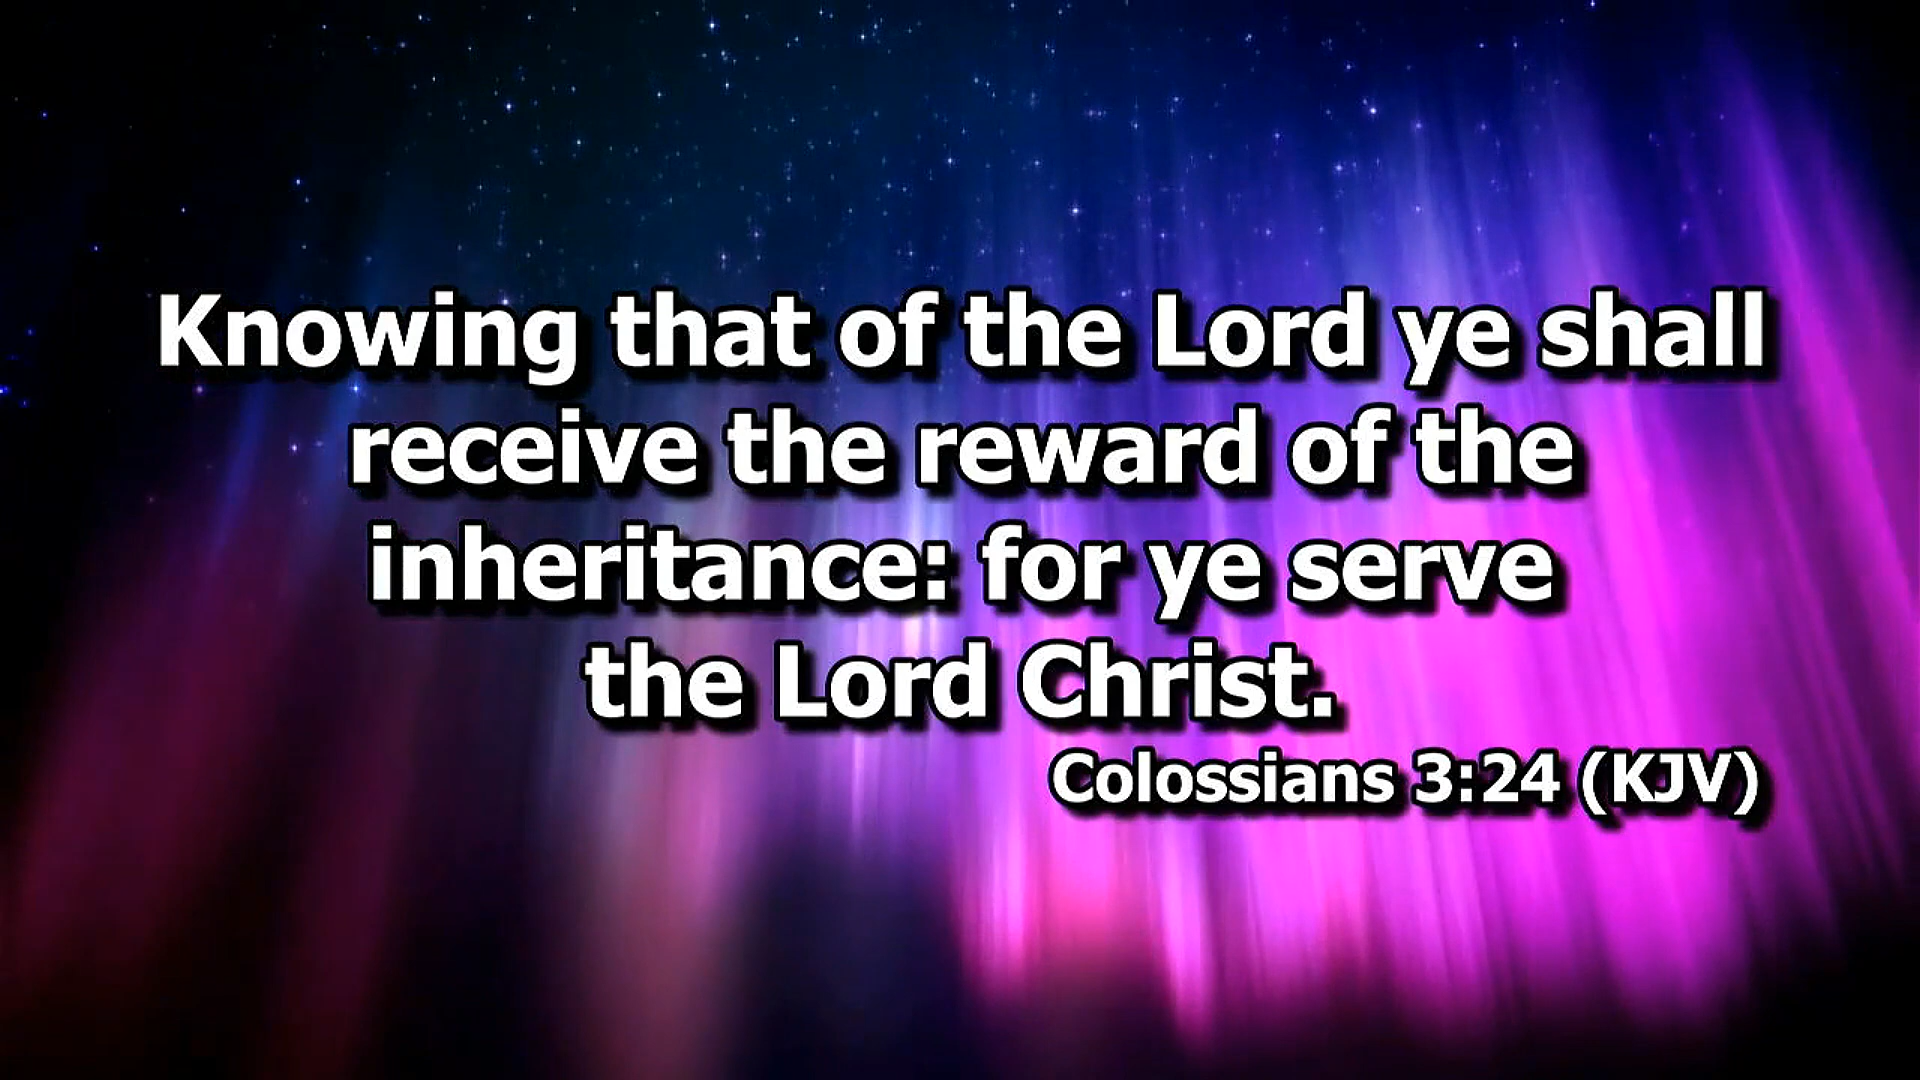 Knowing that of the Lord ye shall
receive the reward of the
inheritance: for ye serve
the Lord Christ.
Colossians 3:24 (KJV)